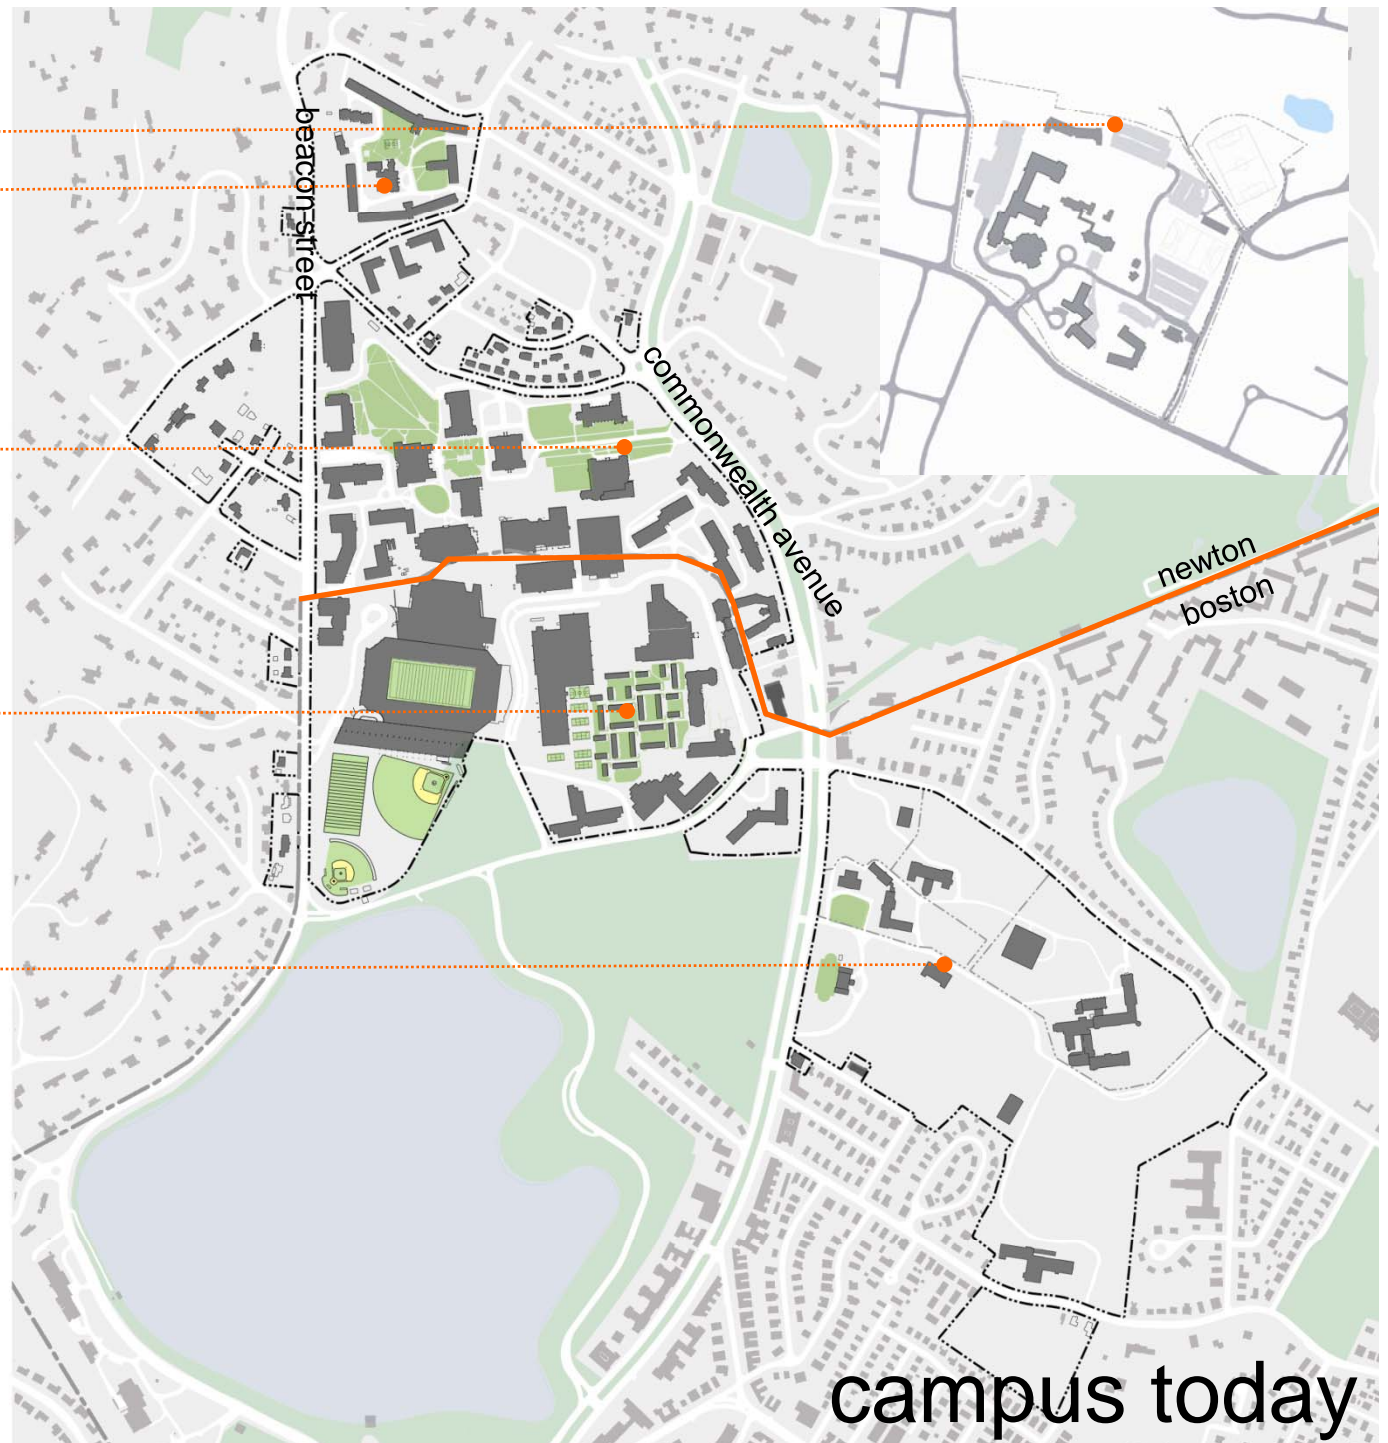 beacon street
commonwealth avenue
newton
boston
campus today